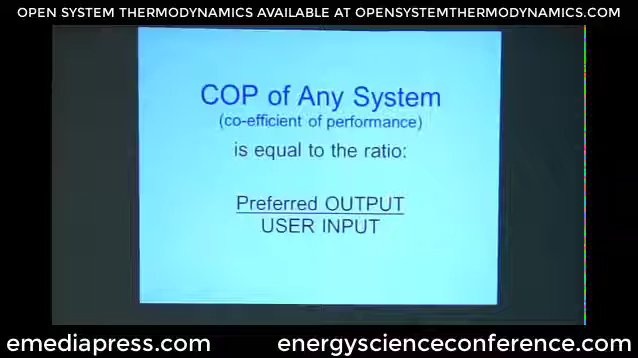 OPEN SYSTEM THERMODYNAMICS AVAILABLE AT OPENSYSTEMTHERMODYNAMICS.COM
COP of Any System
(co-efficient of performance)
is equal to the ratio:
Preferred OUTPUT
USER INPUT
emediapress.com energyscienceconference.com